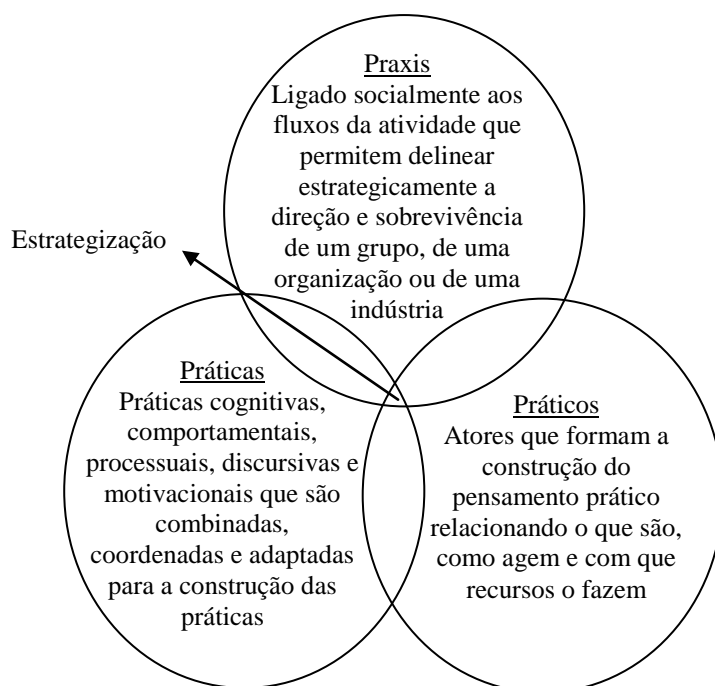 Praxis
Ligado socialmente aos
fluxos da atividade que
permitem delinear
estrategicamente a
direção e sobrevivência
de um grupo, de uma
organização ou de uma
indústria
Estrategização
Práticas
Práticas cognitivas,
comportamentais,
processuais, discursivas e
motivacionais que são
combinadas,
coordenadas e adaptadas
para a construção das
práticas
Práticos
Atores que formam a
construção do
pensamento prático
relacionando o que são,
como agem e com que
recursos o fazem